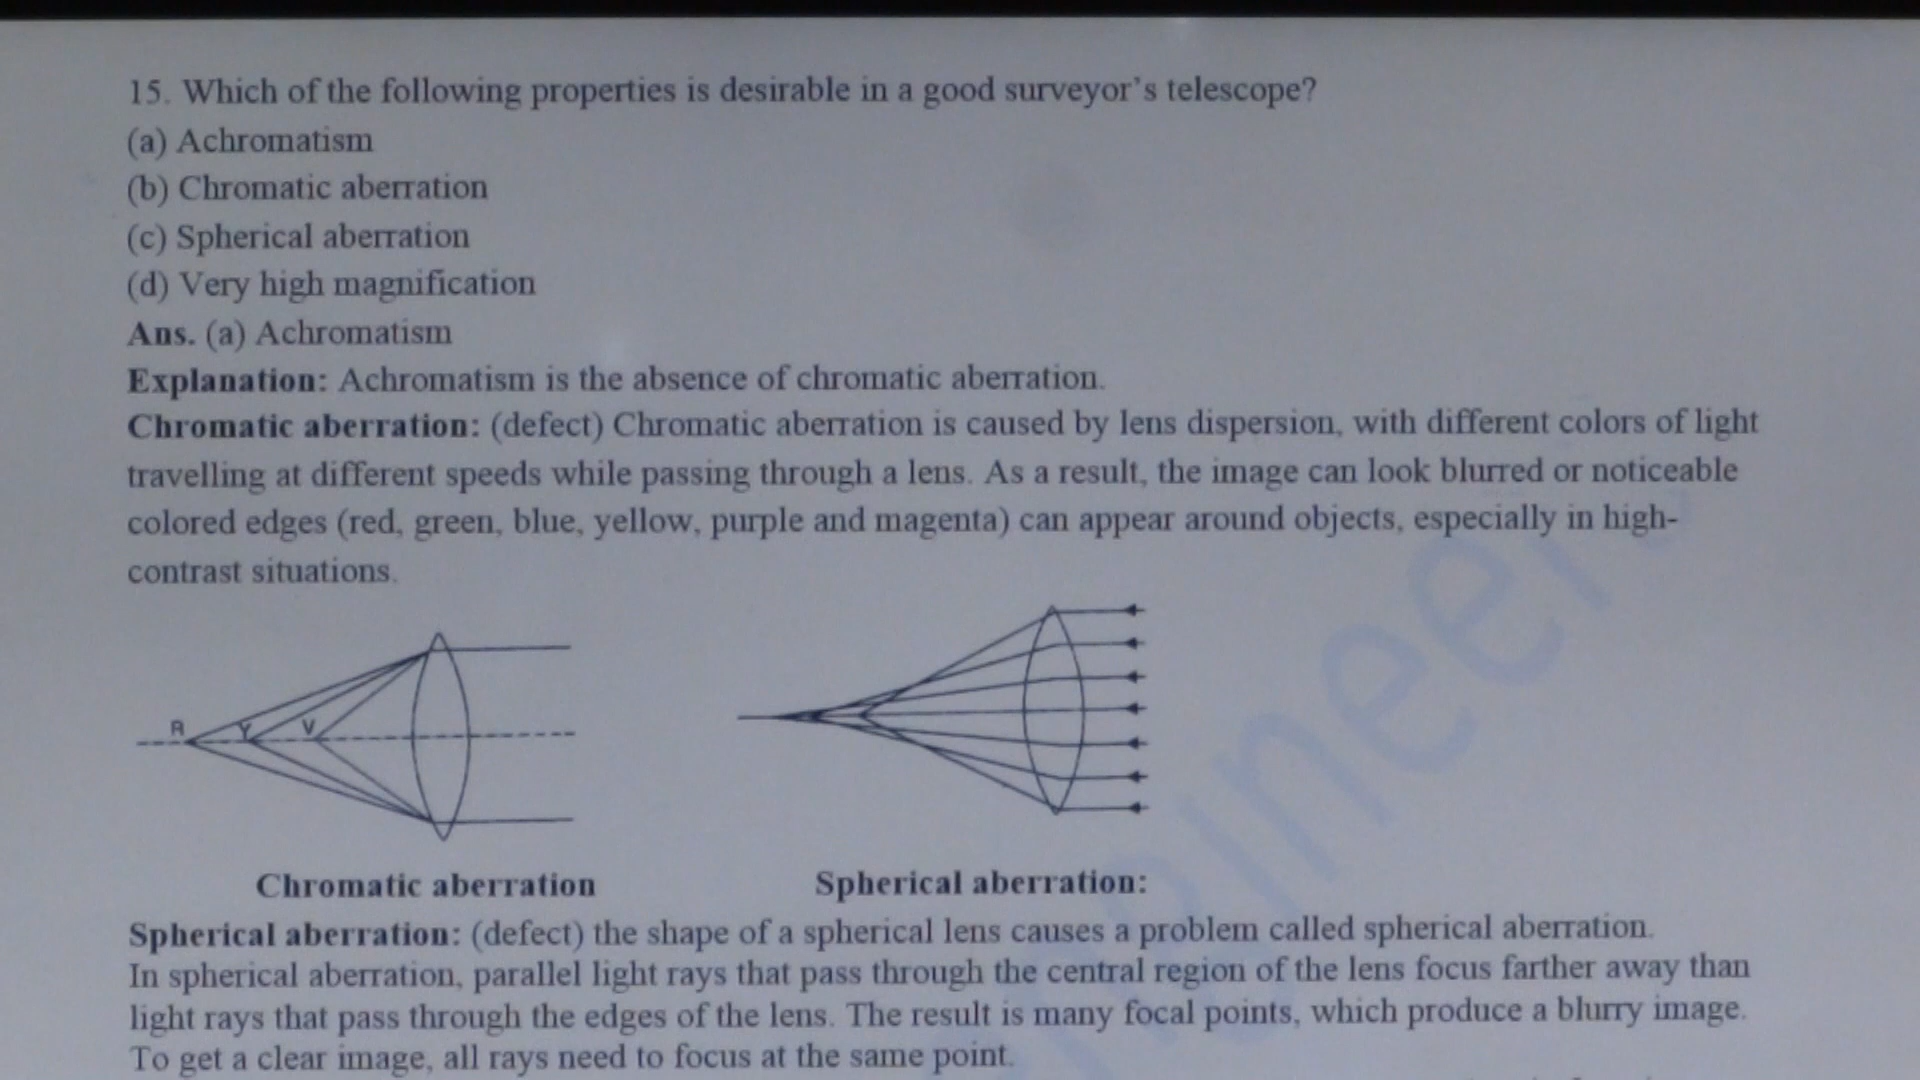 15. Which of the following properties is desirable in a good surveyor's telescope?
(a) Achromatism
(b) Chromatic aberration
(c) Spherical aberration
(d) Very high magnification
Ans. (a) Achromatism
Explanation: Achromatism is the absence of chromatic aberration.
Chromatic aberration: (defect) Chromatic aberration is caused by lens dispersion, with different colors of light
travelling at different speeds while passing through a lens. As a result, the image can look blurred or noticeable
colored edges (red, green, blue, yellow, purple and magenta) can appear around objects, especially in high-
contrast situations.
R Y V
Chromatic aberration
Spherical aberration:
Spherical aberration: (defect) the shape of a spherical lens causes a problem called spherical aberration.
In spherical aberration, parallel light rays that pass through the central region of the lens focus farther away than
light rays that pass through the edges of the lens. The result is many focal points, which produce a blurry image.
To get a clear image, all rays need to focus at the same point.